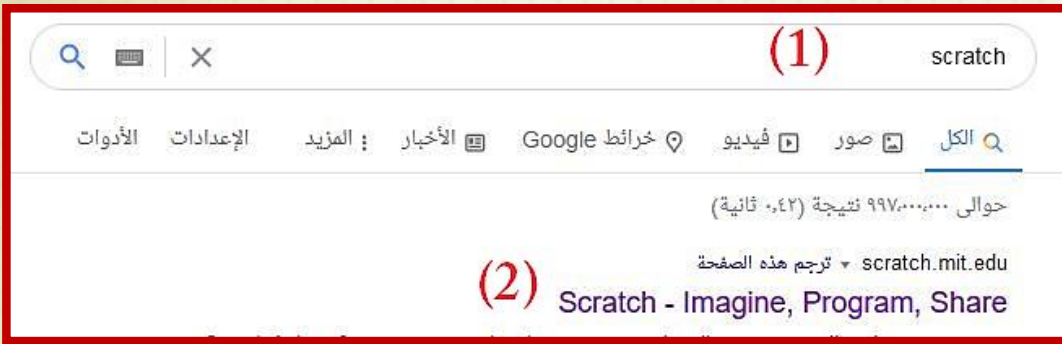 scratch (1)
الكل صور فيديو خرائط Google الأخبار المزيد الإعدادات الأدوات
حوالى ٩٩٧،٠٠٠،٠٠٠ نتيجة (٠,٤٢ ثانية)
scratch.mit.edu ترجم هذه الصفحة
(2) Scratch - Imagine, Program, Share